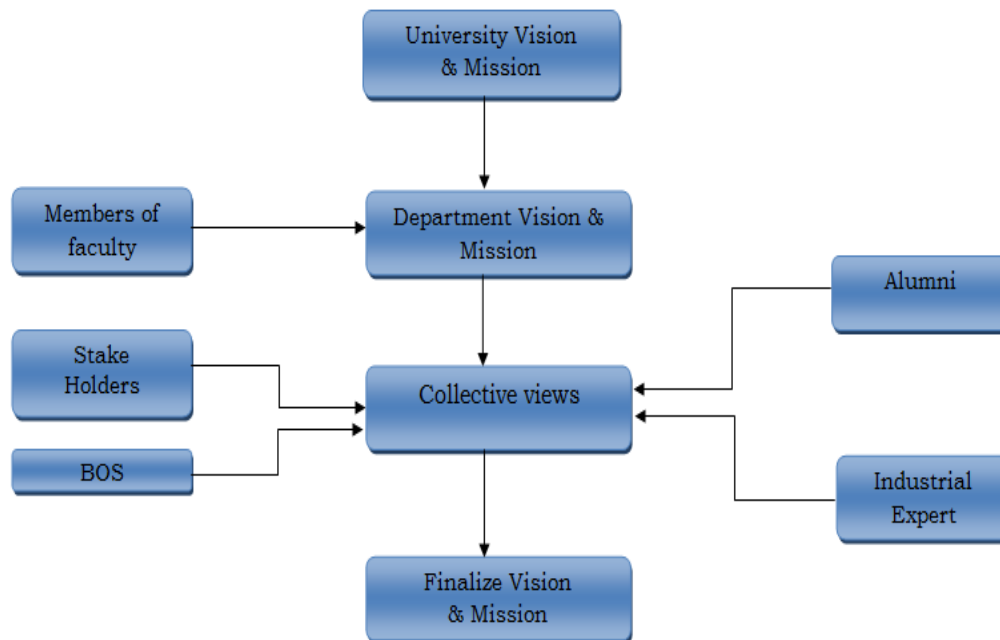 University Vision
& Mission
Members of
faculty
Department Vision &
Mission
Alumni
Stake
Holders
Collective views
BOS
Industrial
Expert
Finalize Vision
& Mission